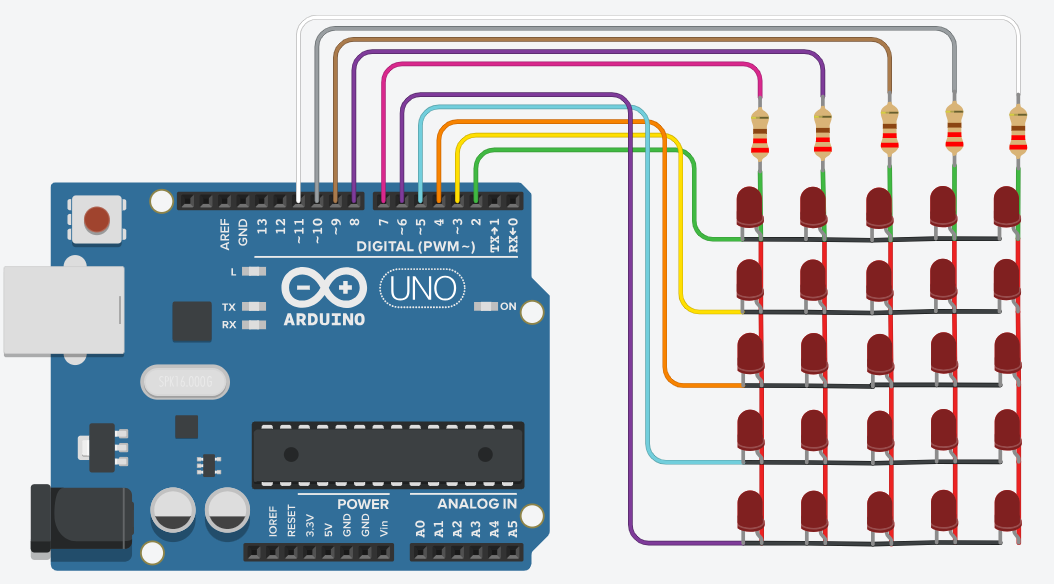 AREF
GND
13
12
~11
~10
~9
8
7
~6
~5
4
~3
2
TX→1
RX←0
DIGITAL (PWM ~)
L
TX
RX
UNO
ON
ARDUINO
SPK16.000G
POWER
ANALOG IN
IOREF
RESET
3.3V
5V
GND
GND
Vin
A0
A1
A2
A3
A4
A5